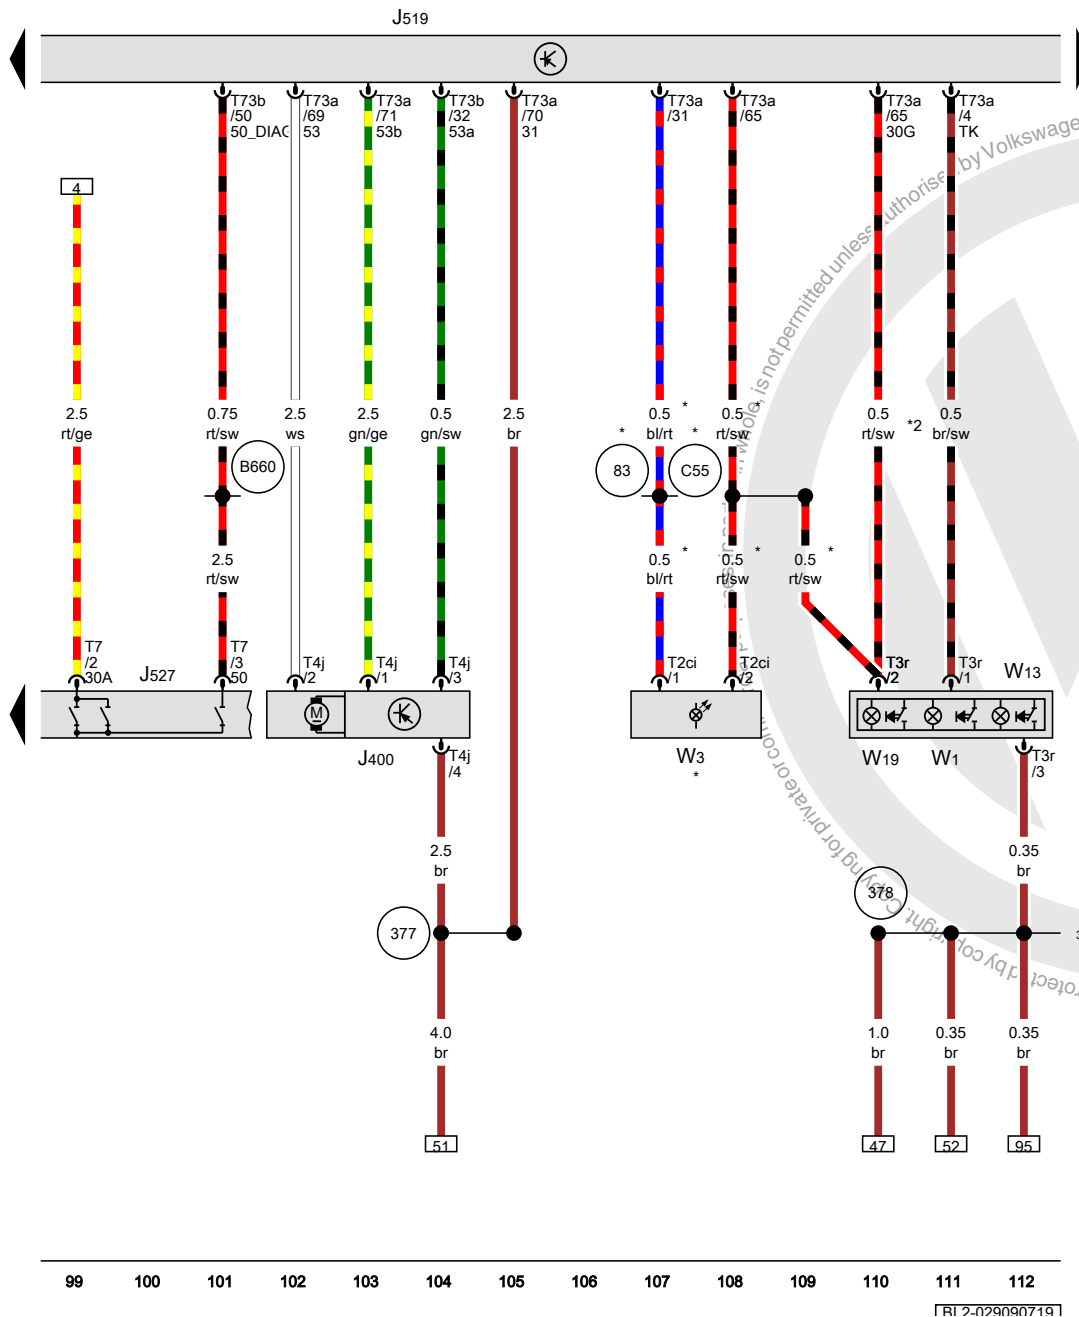 J519
T73b
/50
50_DIAG
T73a
/69
53
T73a
/71
53b
T73b
/32
53a
T73a
/70
31
T73a
/31
T73a
/65
T73a
/65
30G
T73a
/4
TK
4
2.5
rt/ge
0.75
rt/sw
2.5
ws
2.5
gn/ge
0.5
gn/sw
2.5
br
0.5 *
* bl/rt *
0.5 *
rt/sw
0.5
rt/sw
*2
0.5
br/sw
B660
83
C55
2.5
rt/sw
0.5 *
bl/rt
0.5 *
rt/sw
0.5 *
rt/sw
T7
/2
30A
J527
T7
/3
50
T4j
/2
T4j
/1
T4j
/3
T2ci
/1
T2ci
/2
T3r
/2
T3r
/1
W13
M
J400
T4j
/4
W3
*
W19
W1
T3r
/3
2.5
br
0.35
br
377
378
4.0
br
1.0
br
0.35
br
0.35
br
51
47
52
95
99 100 101 102 103 104 105 106 107 108 109 110 111 112
BL2-029090719